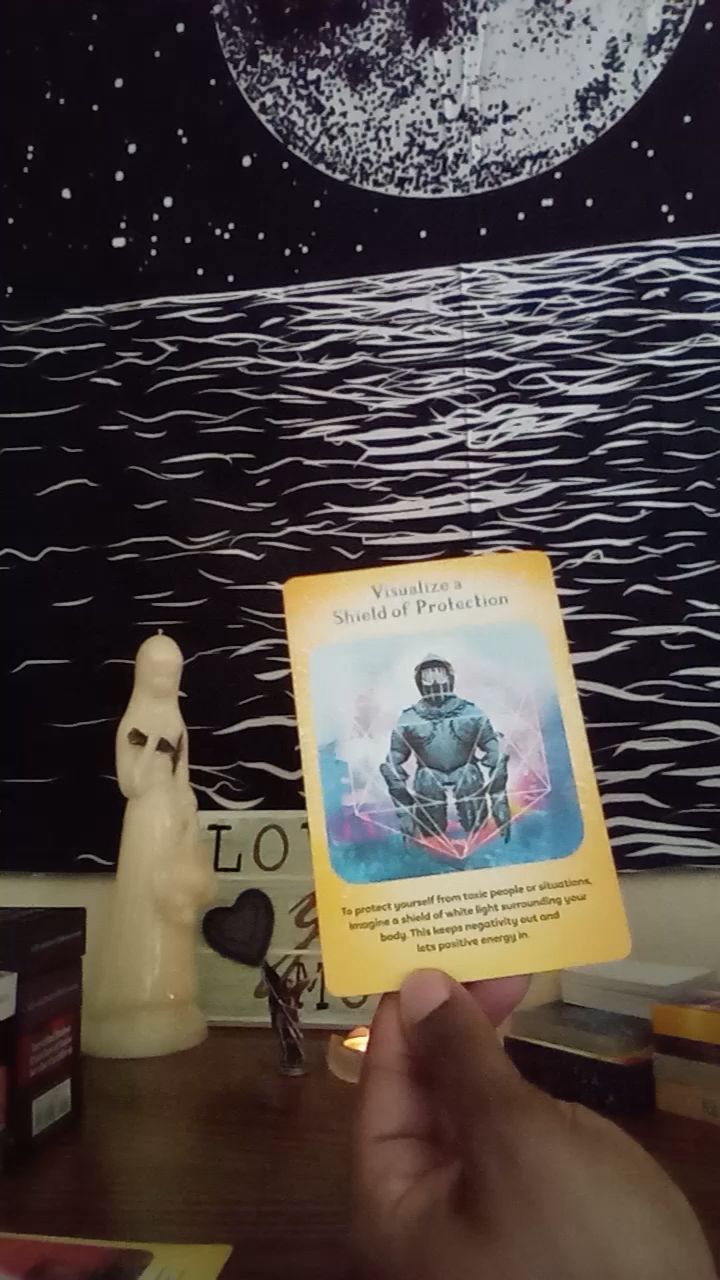 Visualize a
Shield of Protection
To protect yourself from toxic people or situations,
imagine a shield of white light surrounding your
body. This keeps negativity out and
lets positive energy in.
LO